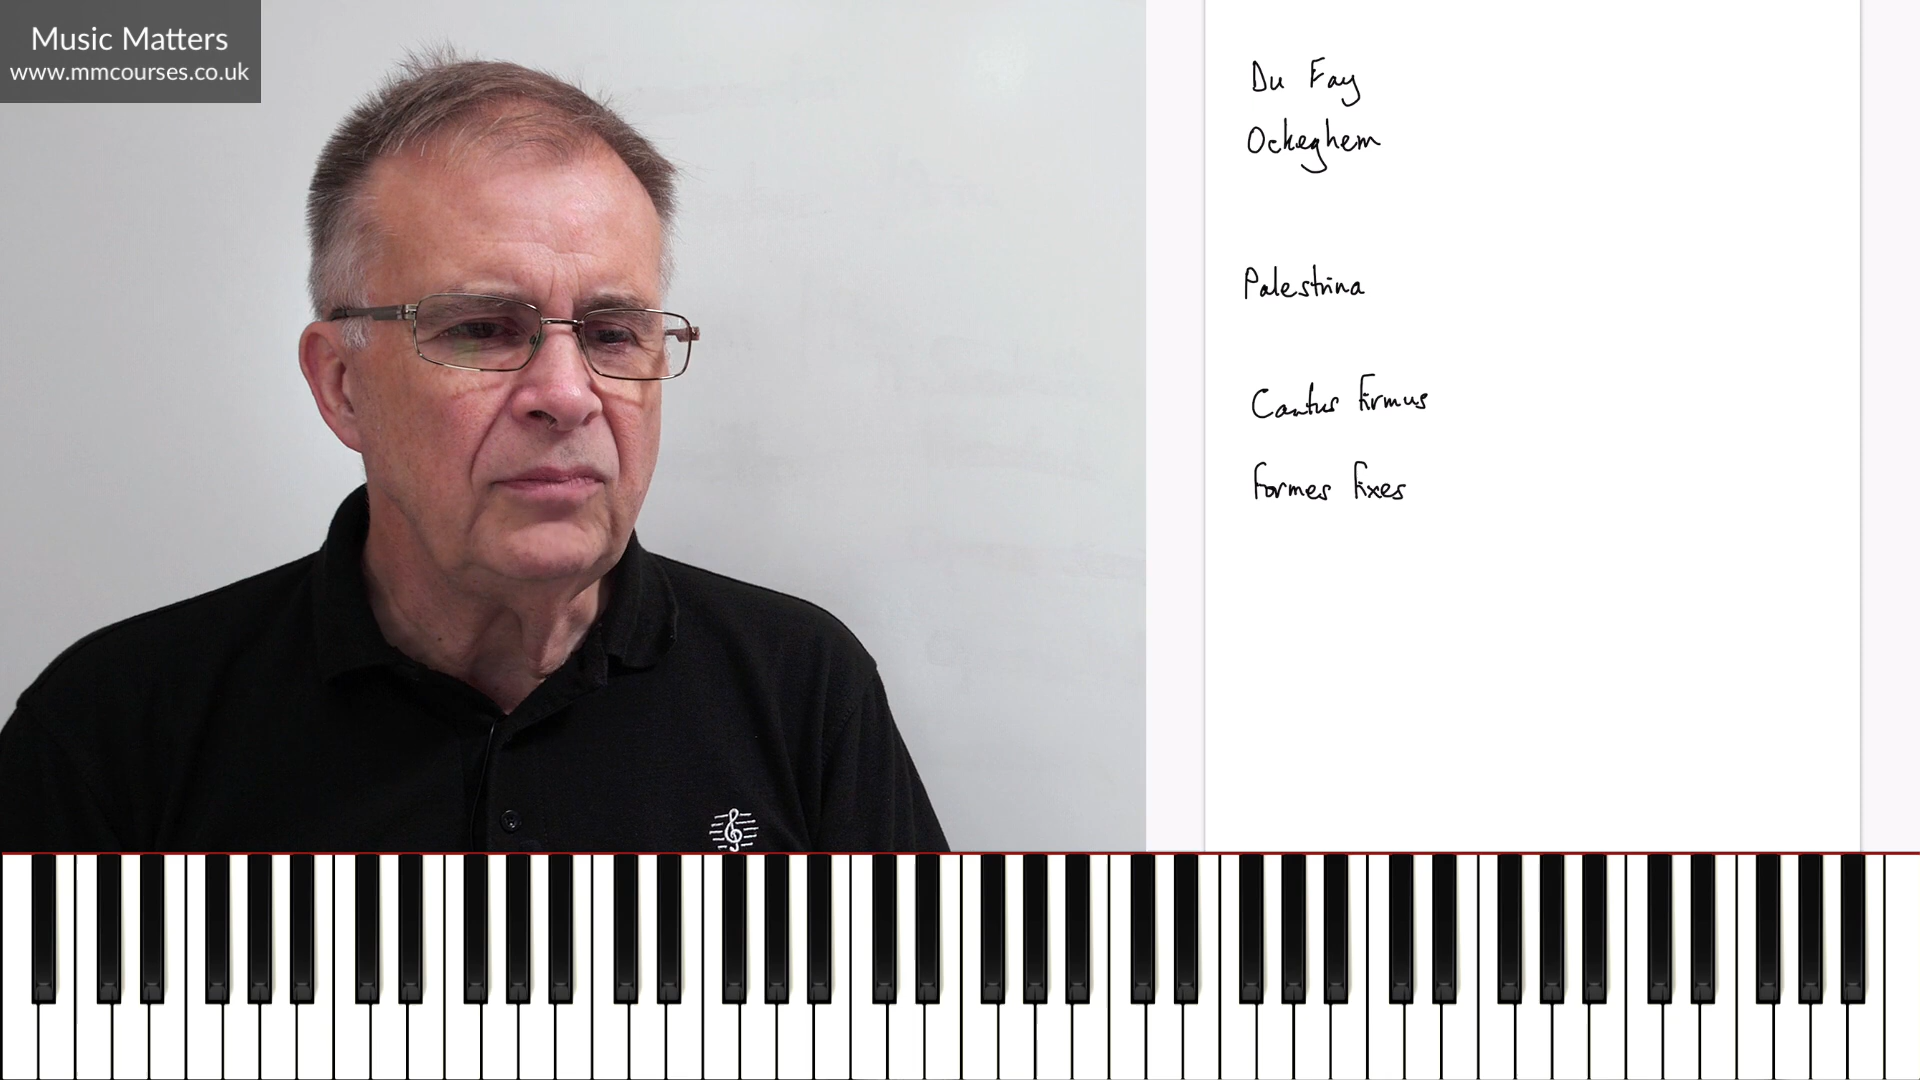 Music Matters
www.mmcourses.co.uk
Du Fay
Ockeghem
Palestrina
Cantus firmus
formes fixes